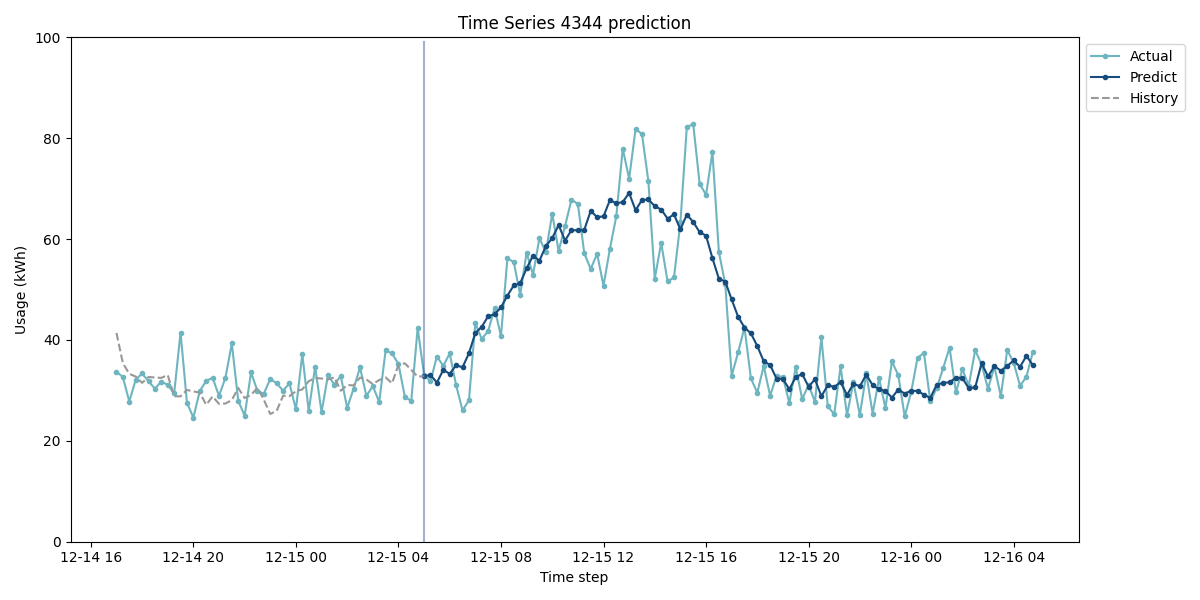 Time Series 4344 prediction
Actual
Predict
History
Usage (kWh)
100
80
60
40
20
0
12-14 16
12-14 20
12-15 00
12-15 04
12-15 08
12-15 12
12-15 16
12-15 20
12-16 00
12-16 04
Time step